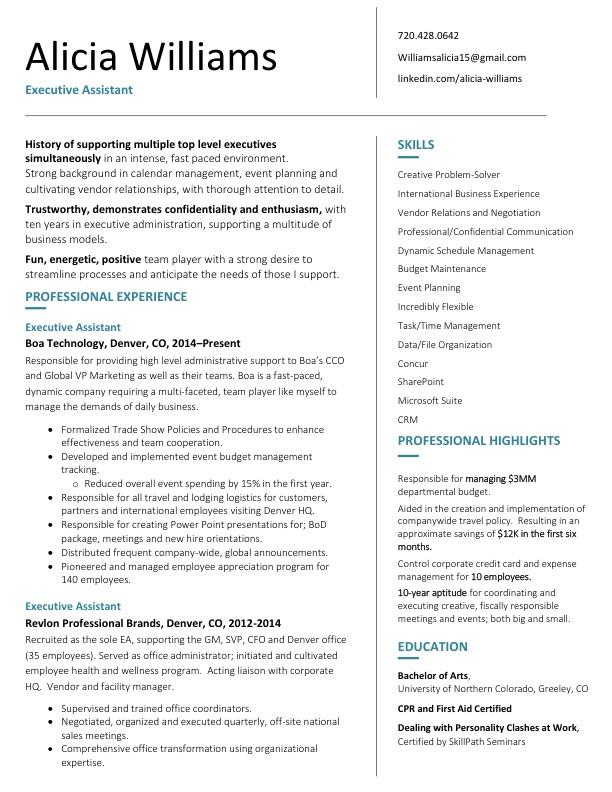 Alicia Williams
Executive Assistant
720.428.0642
Williamsalicia15@gmail.com
linkedin.com/alicia-williams
History of supporting multiple top level executives
simultaneously in an intense, fast paced environment.
Strong background in calendar management, event planning and
cultivating vendor relationships, with thorough attention to detail.
Trustworthy, demonstrates confidentiality and enthusiasm, with
ten years in executive administration, supporting a multitude of
business models.
Fun, energetic, positive team player with a strong desire to
streamline processes and anticipate the needs of those I support.
PROFESSIONAL EXPERIENCE
Executive Assistant
Boa Technology, Denver, CO, 2014–Present
Responsible for providing high level administrative support to Boa's CCO
and Global VP Marketing as well as their teams. Boa is a fast-paced,
dynamic company requiring a multi-faceted, team player like myself to
manage the demands of daily business.
• Formalized Trade Show Policies and Procedures to enhance
effectiveness and team cooperation.
• Developed and implemented event budget management
tracking.
○ Reduced overall event spending by 15% in the first year.
• Responsible for all travel and lodging logistics for customers,
partners and international employees visiting Denver HQ.
• Responsible for creating Power Point presentations for; BoD
package, meetings and new hire orientations.
• Distributed frequent company-wide, global announcements.
• Pioneered and managed employee appreciation program for
140 employees.
Executive Assistant
Revlon Professional Brands, Denver, CO, 2012-2014
Recruited as the sole EA, supporting the GM, SVP, CFO and Denver office
(35 employees). Served as office administrator; initiated and cultivated
employee health and wellness program. Acting liaison with corporate
HQ. Vendor and facility manager.
• Supervised and trained office coordinators.
• Negotiated, organized and executed quarterly, off-site national
sales meetings.
• Comprehensive office transformation using organizational
expertise.
SKILLS
Creative Problem-Solver
International Business Experience
Vendor Relations and Negotiation
Professional/Confidential Communication
Dynamic Schedule Management
Budget Maintenance
Event Planning
Incredibly Flexible
Task/Time Management
Data/File Organization
Concur
SharePoint
Microsoft Suite
CRM
PROFESSIONAL HIGHLIGHTS
Responsible for managing $3MM
departmental budget.
Aided in the creation and implementation of
companywide travel policy. Resulting in an
approximate savings of $12K in the first six
months.
Control corporate credit card and expense
management for 10 employees.
10-year aptitude for coordinating and
executing creative, fiscally responsible
meetings and events; both big and small.
EDUCATION
Bachelor of Arts,
University of Northern Colorado, Greeley, CO
CPR and First Aid Certified
Dealing with Personality Clashes at Work,
Certified by SkillPath Seminars